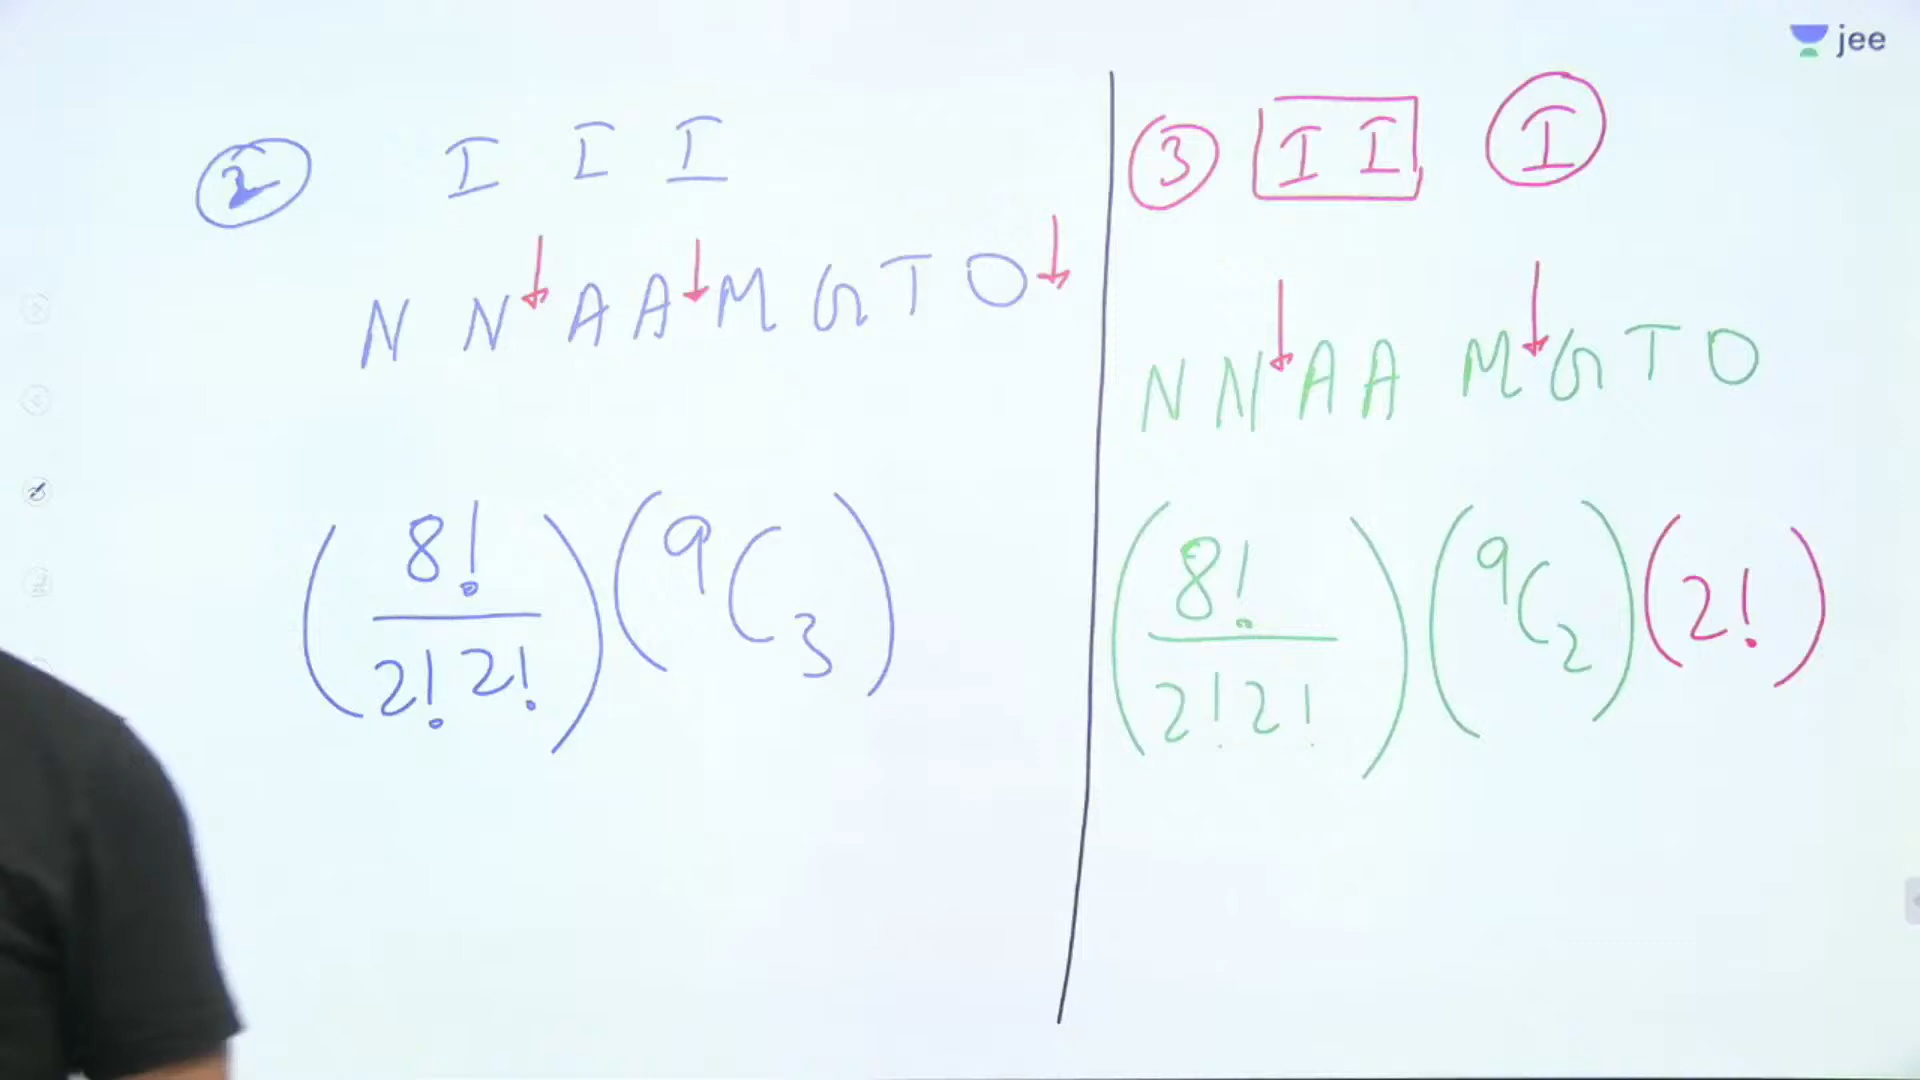 jee
② I I I
N N A A M G T O
(8!/2!2!)(⁹C₃)
③ I I I
N N A A M G T O
(8!/2!2!)(⁹C₂)(2!)